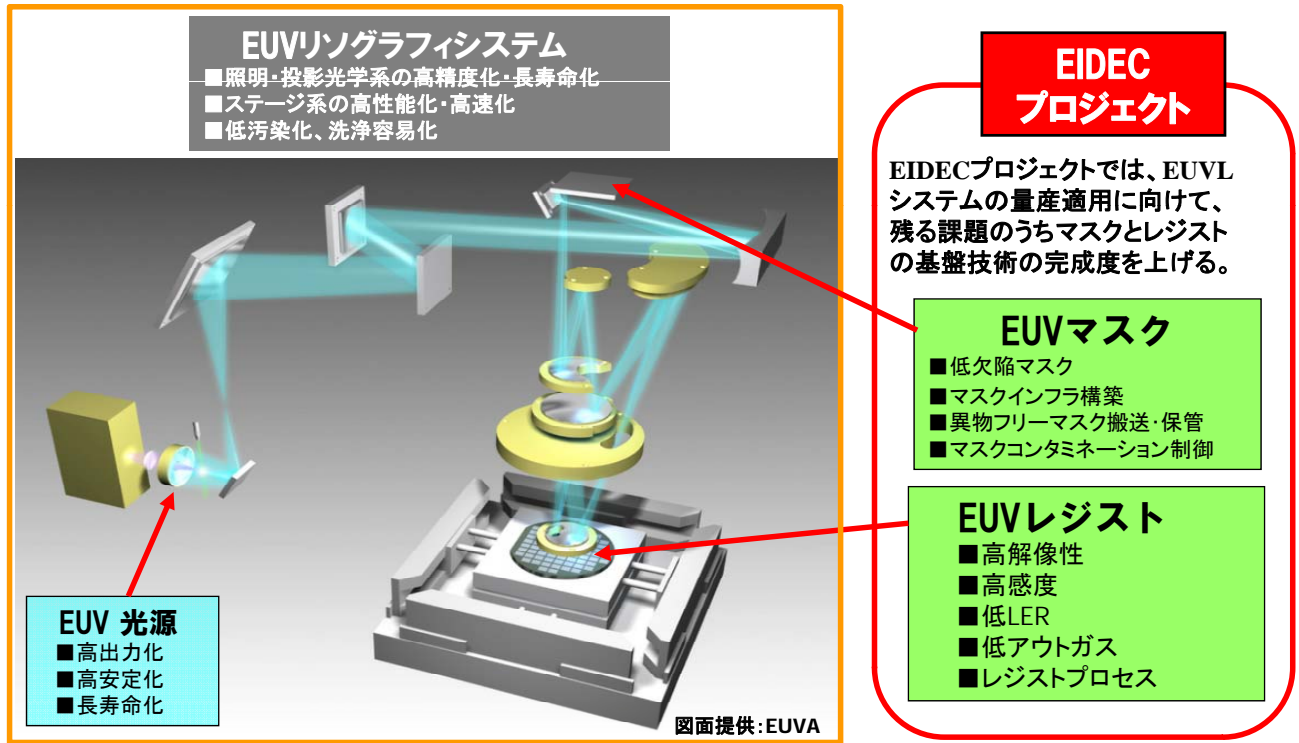 EUVリソグラフィシステム
■照明・投影光学系の高精度化・長寿命化
■ステージ系の高性能化・高速化
■低汚染化、洗浄容易化
EUV 光源
■高出力化
■高安定化
■長寿命化
図面提供：EUVA
EIDEC
プロジェクト
EIDECプロジェクトでは、EUVL
システムの量産適用に向けて、
残る課題のうちマスクとレジスト
の基盤技術の完成度を上げる。
EUVマスク
■低欠陥マスク
■マスクインフラ構築
■異物フリーマスク搬送・保管
■マスクコンタミネーション制御
EUVレジスト
■高解像性
■高感度
■低LER
■低アウトガス
■レジストプロセス